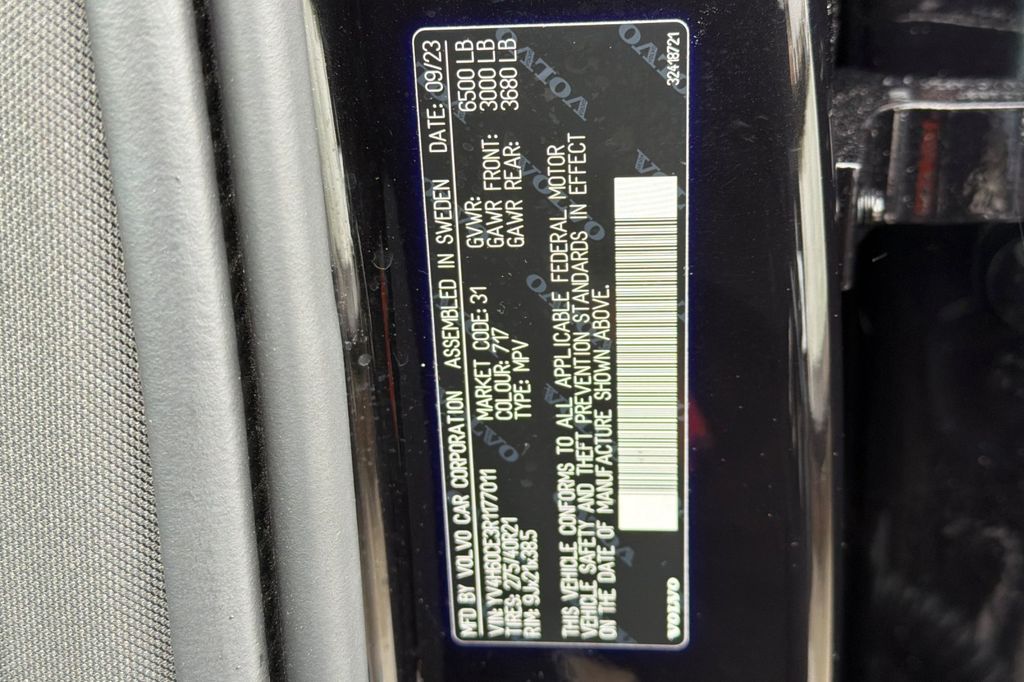 MFD BY VOLVO CAR CORPORATION ASSEMBLED IN SWEDEN DATE: 09/23
VIN: YV4H60CE3R1177011 MARKET CODE: 31 GVWR: 6500 LB
TIRES: 275/40R21 COLOUR: 717 GAWR FRONT: 3000 LB
RIM: 9Jx21x38.5 TYPE: MPV GAWR REAR: 3680 LB
THIS VEHICLE CONFORMS TO ALL APPLICABLE FEDERAL MOTOR
VEHICLE SAFETY AND THEFT PREVENTION STANDARDS IN EFFECT
ON THE DATE OF MANUFACTURE SHOWN ABOVE.
VOLVO 32418721